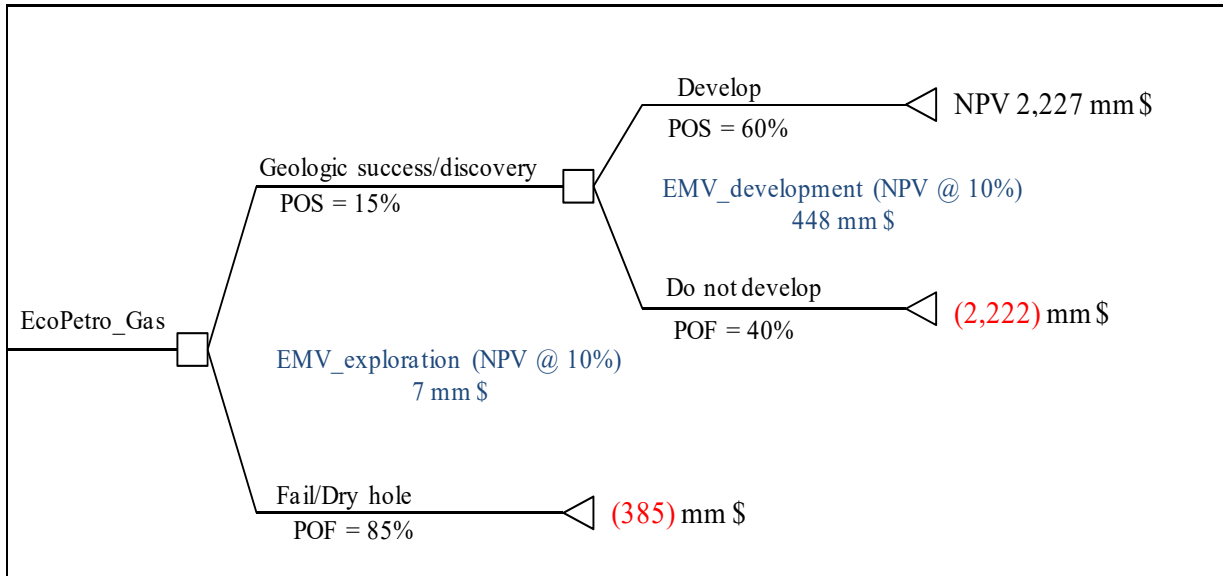 Develop
NPV 2,227 mm $
POS = 60%
Geologic success/discovery
POS = 15%
EMV_development (NPV @ 10%)
448 mm $
Do not develop
(2,222) mm $
POF = 40%
EcoPetro_Gas
EMV_exploration (NPV @ 10%)
7 mm $
Fail/Dry hole
(385) mm $
POF = 85%